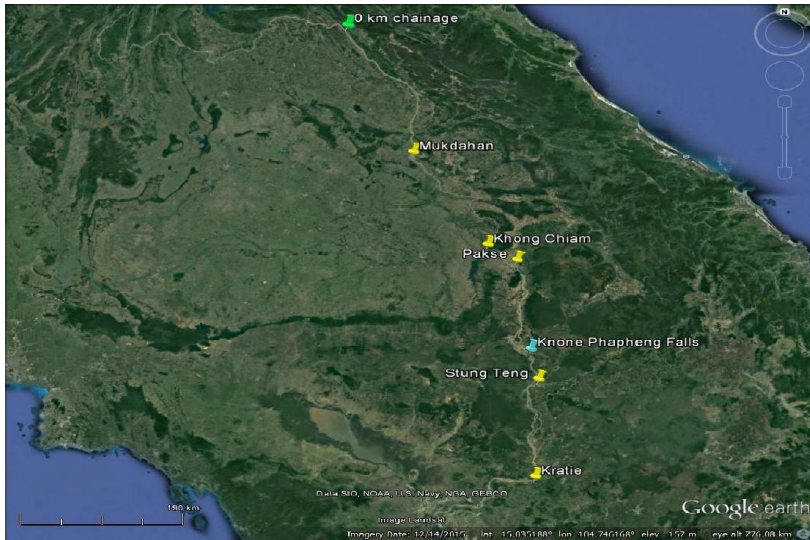 N
0 km chainage
Mukdahan
Khong Chiam
Pakse
Knone Phapheng Falls
Stung Teng
Kratie
Data SIO, NOAA, U.S. Navy, NGA, GEBCO
Image Landsat
190 km
Google earth
Imagery Date: 12/14/2015 lat 15.035188° lon 104.746168° elev 157 m eye alt 776.08 km